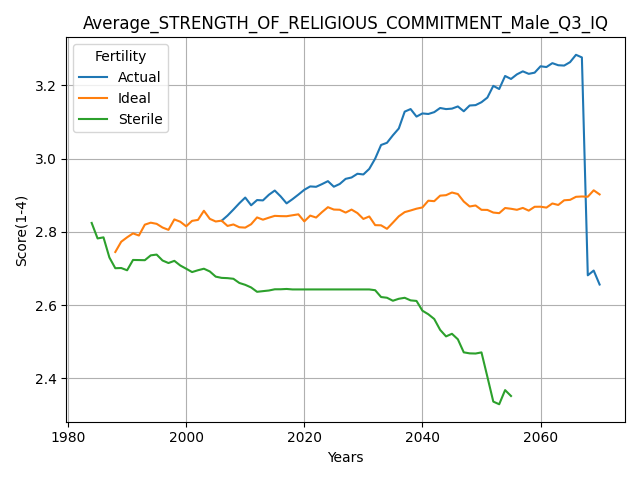 Average_STRENGTH_OF_RELIGIOUS_COMMITMENT_Male_Q3_IQ
Fertility
Actual
Ideal
Sterile
Score(1-4)
3.2
3.0
2.8
2.6
2.4
1980
2000
2020
2040
2060
Years